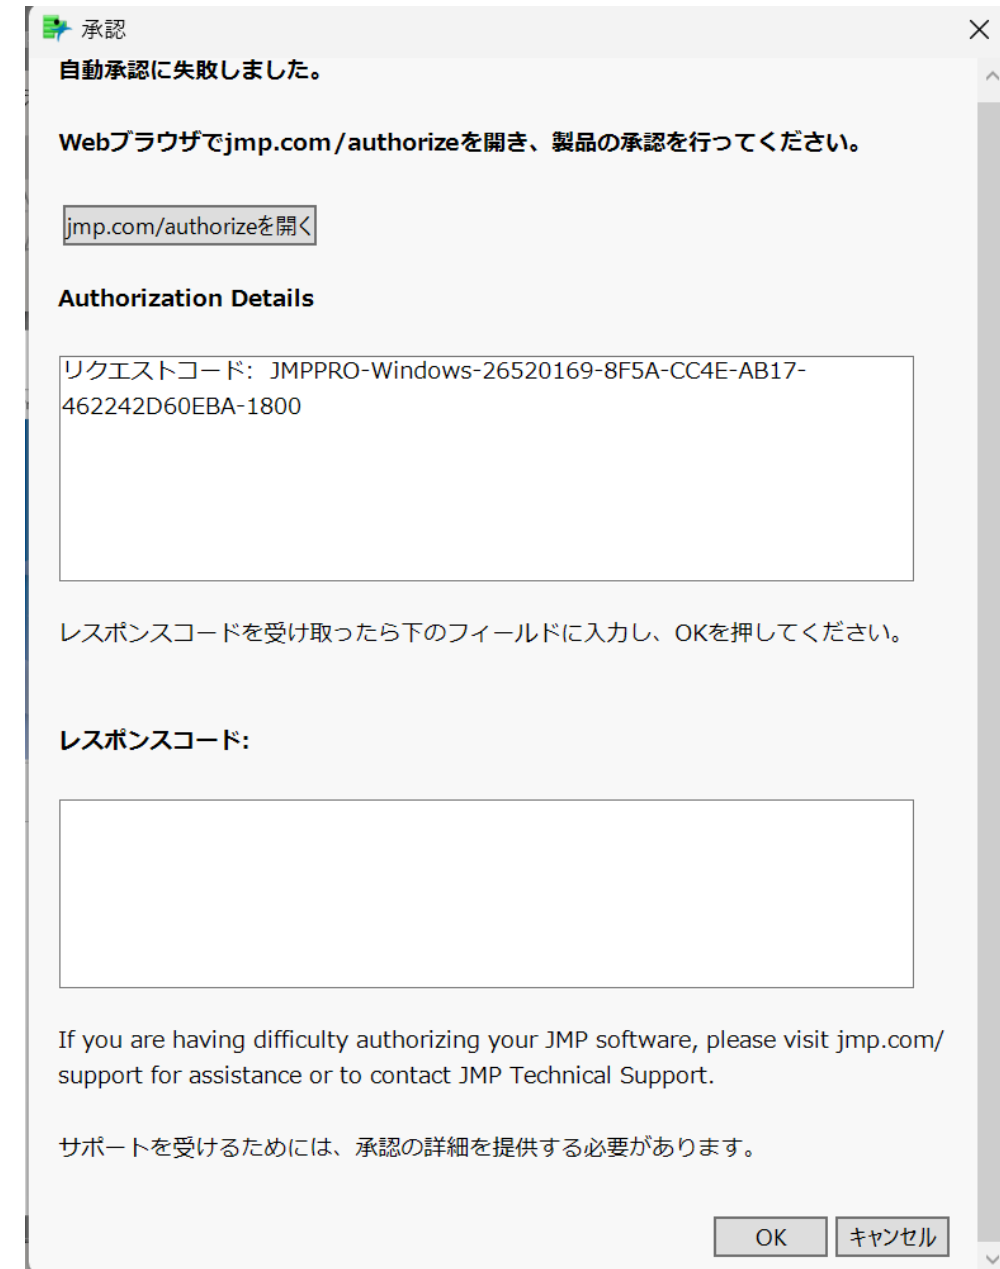 承認
自動承認に失敗しました。
Webブラウザでjmp.com/authorizeを開き、製品の承認を行ってください。
jmp.com/authorizeを開く
Authorization Details
リクエストコード: JMPPRO-Windows-26520169-8F5A-CC4E-AB17-
462242D60EBA-1800
レスポンスコードを受け取ったら下のフィールドに入力し、OKを押してください。
レスポンスコード:
If you are having difficulty authorizing your JMP software, please visit jmp.com/
support for assistance or to contact JMP Technical Support.
サポートを受けるためには、承認の詳細を提供する必要があります。
OK
キャンセル